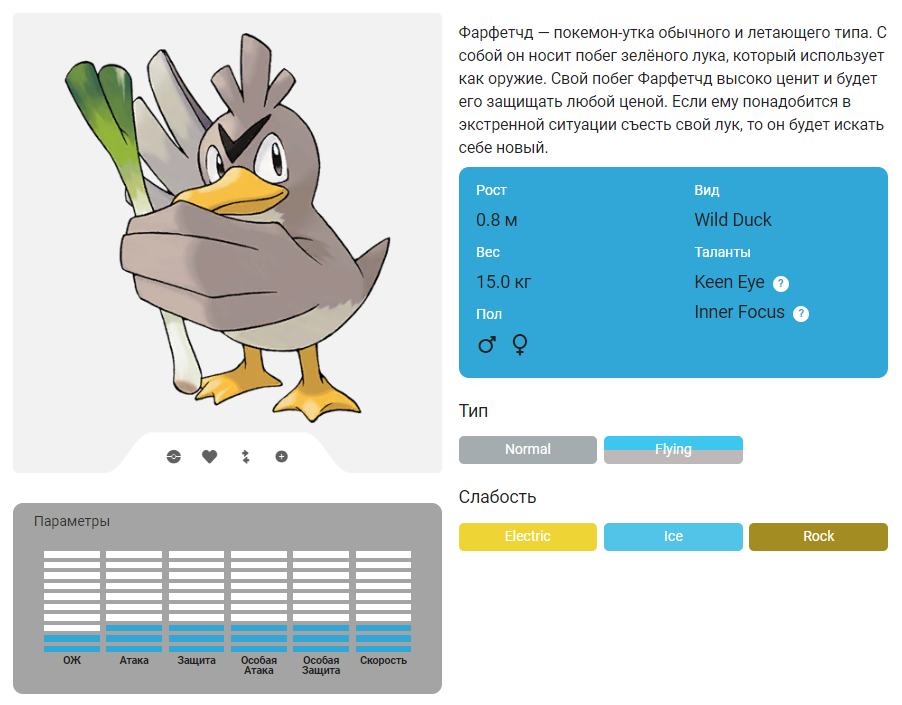 Фарфетчд — покемон-утка обычного и летающего типа. С
собой он носит побег зелёного лука, который использует
как оружие. Свой побег Фарфетчд высоко ценит и будет
его защищать любой ценой. Если ему понадобится в
экстренной ситуации съесть свой лук, то он будет искать
себе новый.
Рост
0.8 м
Вес
15.0 кг
Пол
Вид
Wild Duck
Таланты
Keen Eye ?
Inner Focus ?
Тип
Normal
Flying
Слабость
Electric
Ice
Rock
Параметры
ОЖ
Атака
Защита
Особая
Атака
Особая
Защита
Скорость